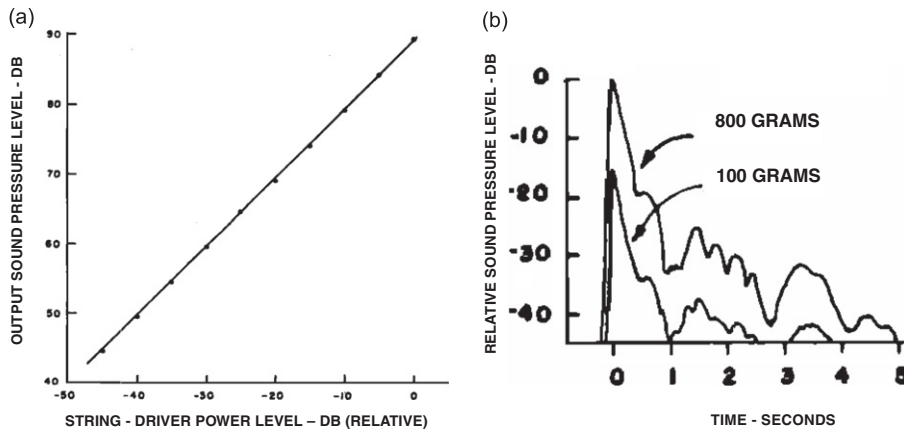 (a)
OUTPUT SOUND PRESSURE LEVEL - DB
90
80
70
60
50
40
-50
-40
-30
-20
-10
0
STRING - DRIVER POWER LEVEL – DB (RELATIVE)
(b)
RELATIVE SOUND PRESSURE LEVEL- DB
0
-10
-20
-30
-40
800 GRAMS
100 GRAMS
0
1
2
3
4
5
TIME - SECONDS